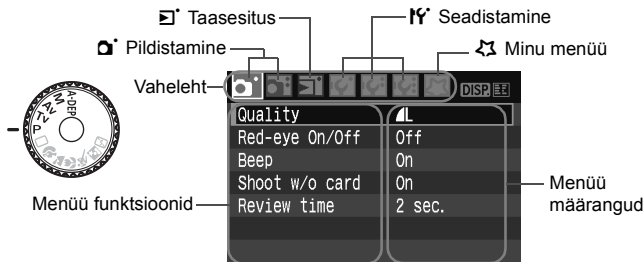 Taasesitus
Seadistamine
Pildistamine
Minu menüü
Vaheleht
DISP.
Quality L
Red-eye On/Off Off
Beep On
Shoot w/o card On
Review time 2 sec.
Menüü funktsioonid
Menüü
määrangud
A-DEP
M
Av
Tv
P